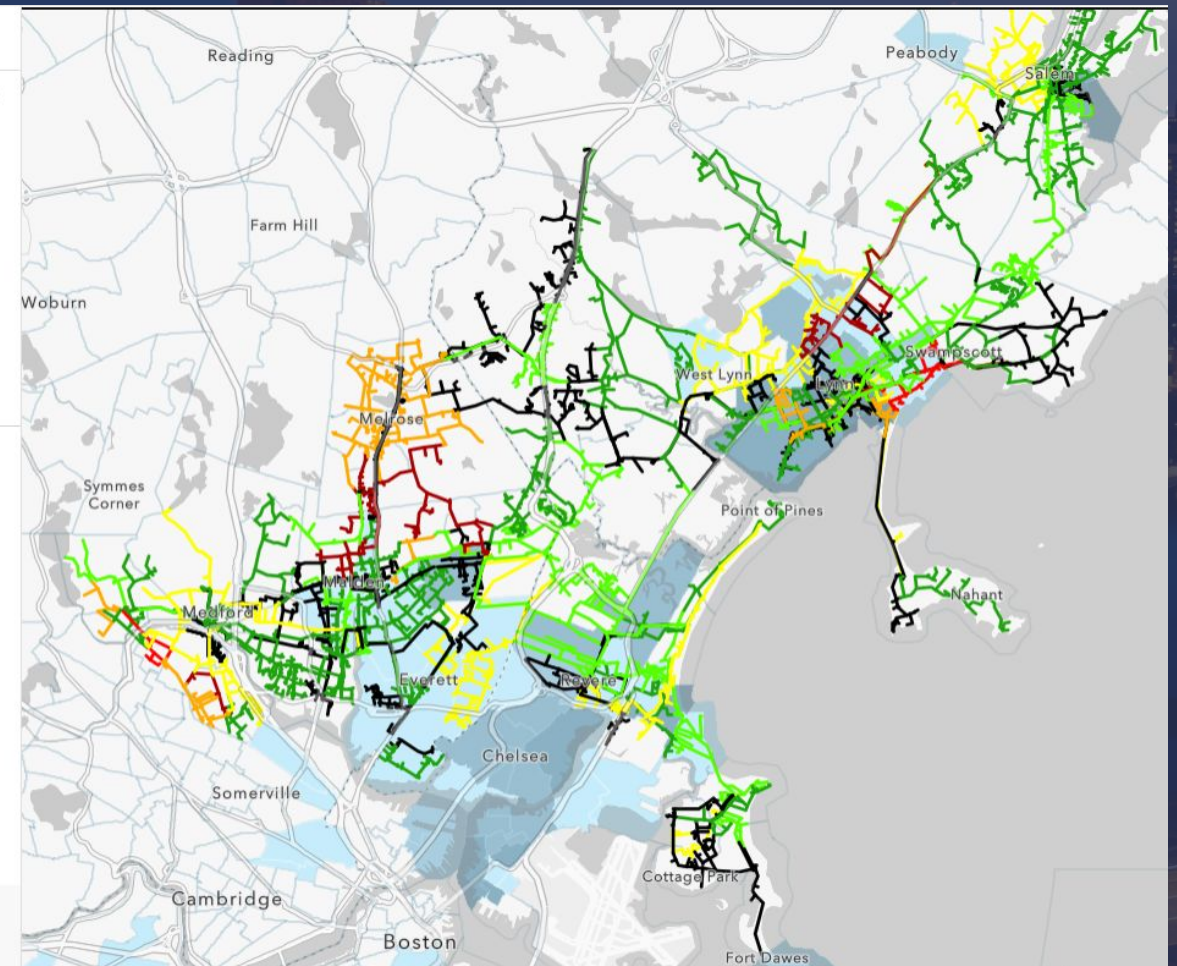 Reading
Peabody
Salem
Farm Hill
Woburn
Swampscott
West Lynn
Lynn
Melrose
Symmes
Corner
Point of Pines
Malden
Nahant
Medford
Everett
Revere
Chelsea
Somerville
Cottage Park
Cambridge
Boston
Fort Dawes